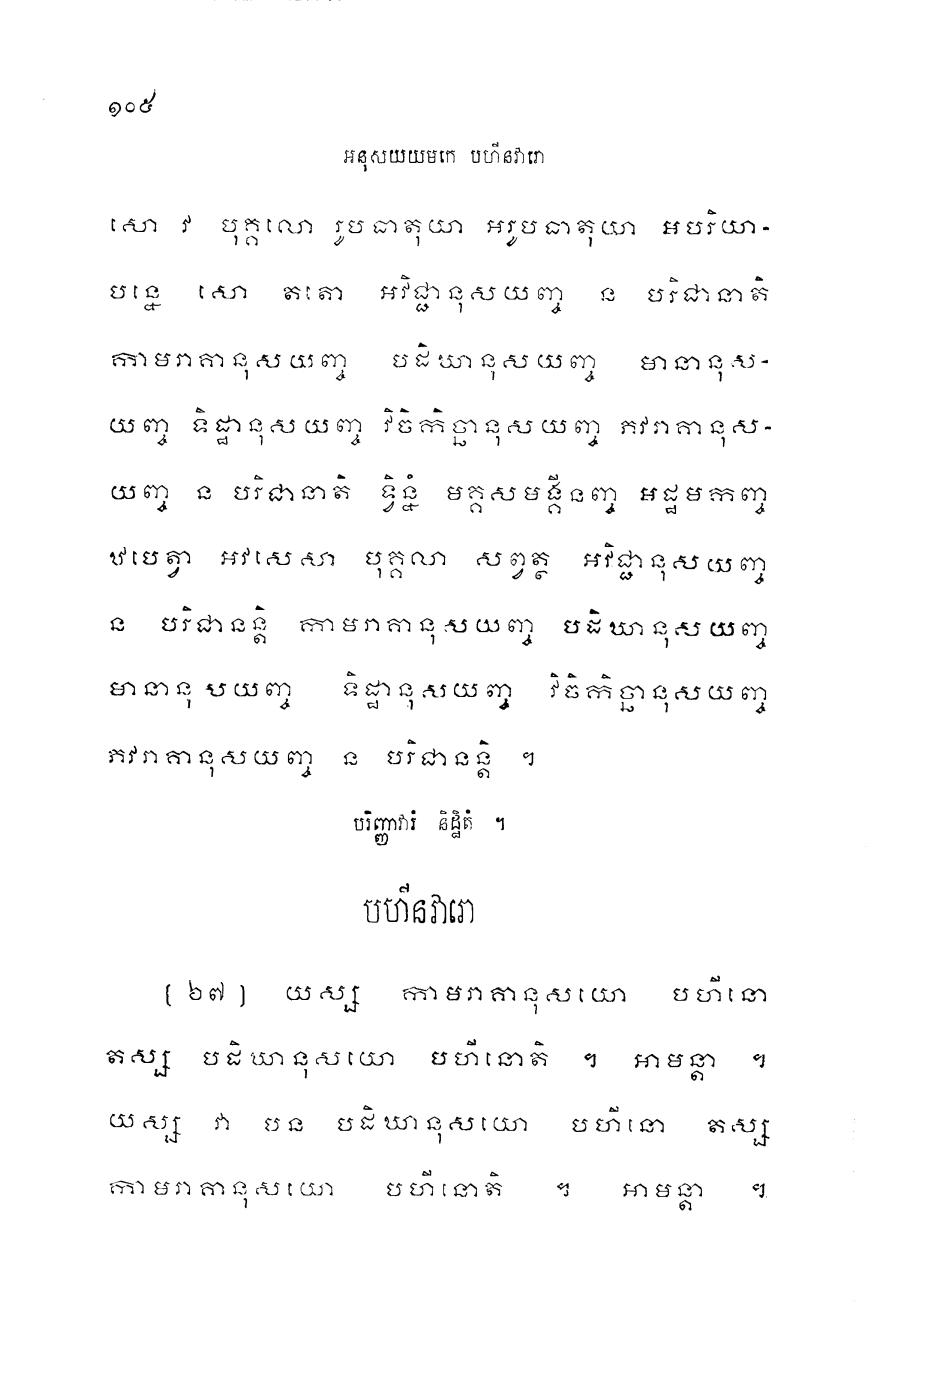 ១០៥
អនុសយយមកេ បហីនវារោ
សោ វ បុគ្គលោ រូបធាតុយា អរូបធាតុយា អបរិយា-
បន្នេ សោ តតោ អវិជ្ជានុសយញ្ច ន បរិជានាតិ
កាមរាគានុសយញ្ច បដិឃានុសយញ្ច មានានុស-
យញ្ច ទិដ្ឋានុសយញ្ច វិចិកិច្ឆានុសយញ្ច ភវរាគានុស-
យញ្ច ន បរិជានាតិ ទ្វិន្នំ មគ្គសមង្គីនញ្ច អដ្ឋមកញ្ច
ឋបេត្វា អវសេសា បុគ្គលា សព្វត្ថ អវិជ្ជានុសយញ្ច
ន បរិជានន្តិ កាមរាគានុសយញ្ច បដិឃានុសយញ្ច
មានានុសយញ្ច ទិដ្ឋានុសយញ្ច វិចិកិច្ឆានុសយញ្ច
ភវរាគានុសយញ្ច ន បរិជានន្តិ ។
បរិញ្ញាវារំ និដ្ឋិតំ ។
បហីនវារោ
[ ៦៧ ] យស្ស កាមរាគានុសយោ បហីនោ
តស្ស បដិឃានុសយោ បហីនោតិ ។ អាមន្តា ។
យស្ស វា បន បដិឃានុសយោ បហីនោ តស្ស
កាមរាគានុសយោ បហីនោតិ ។ អាមន្តា ។